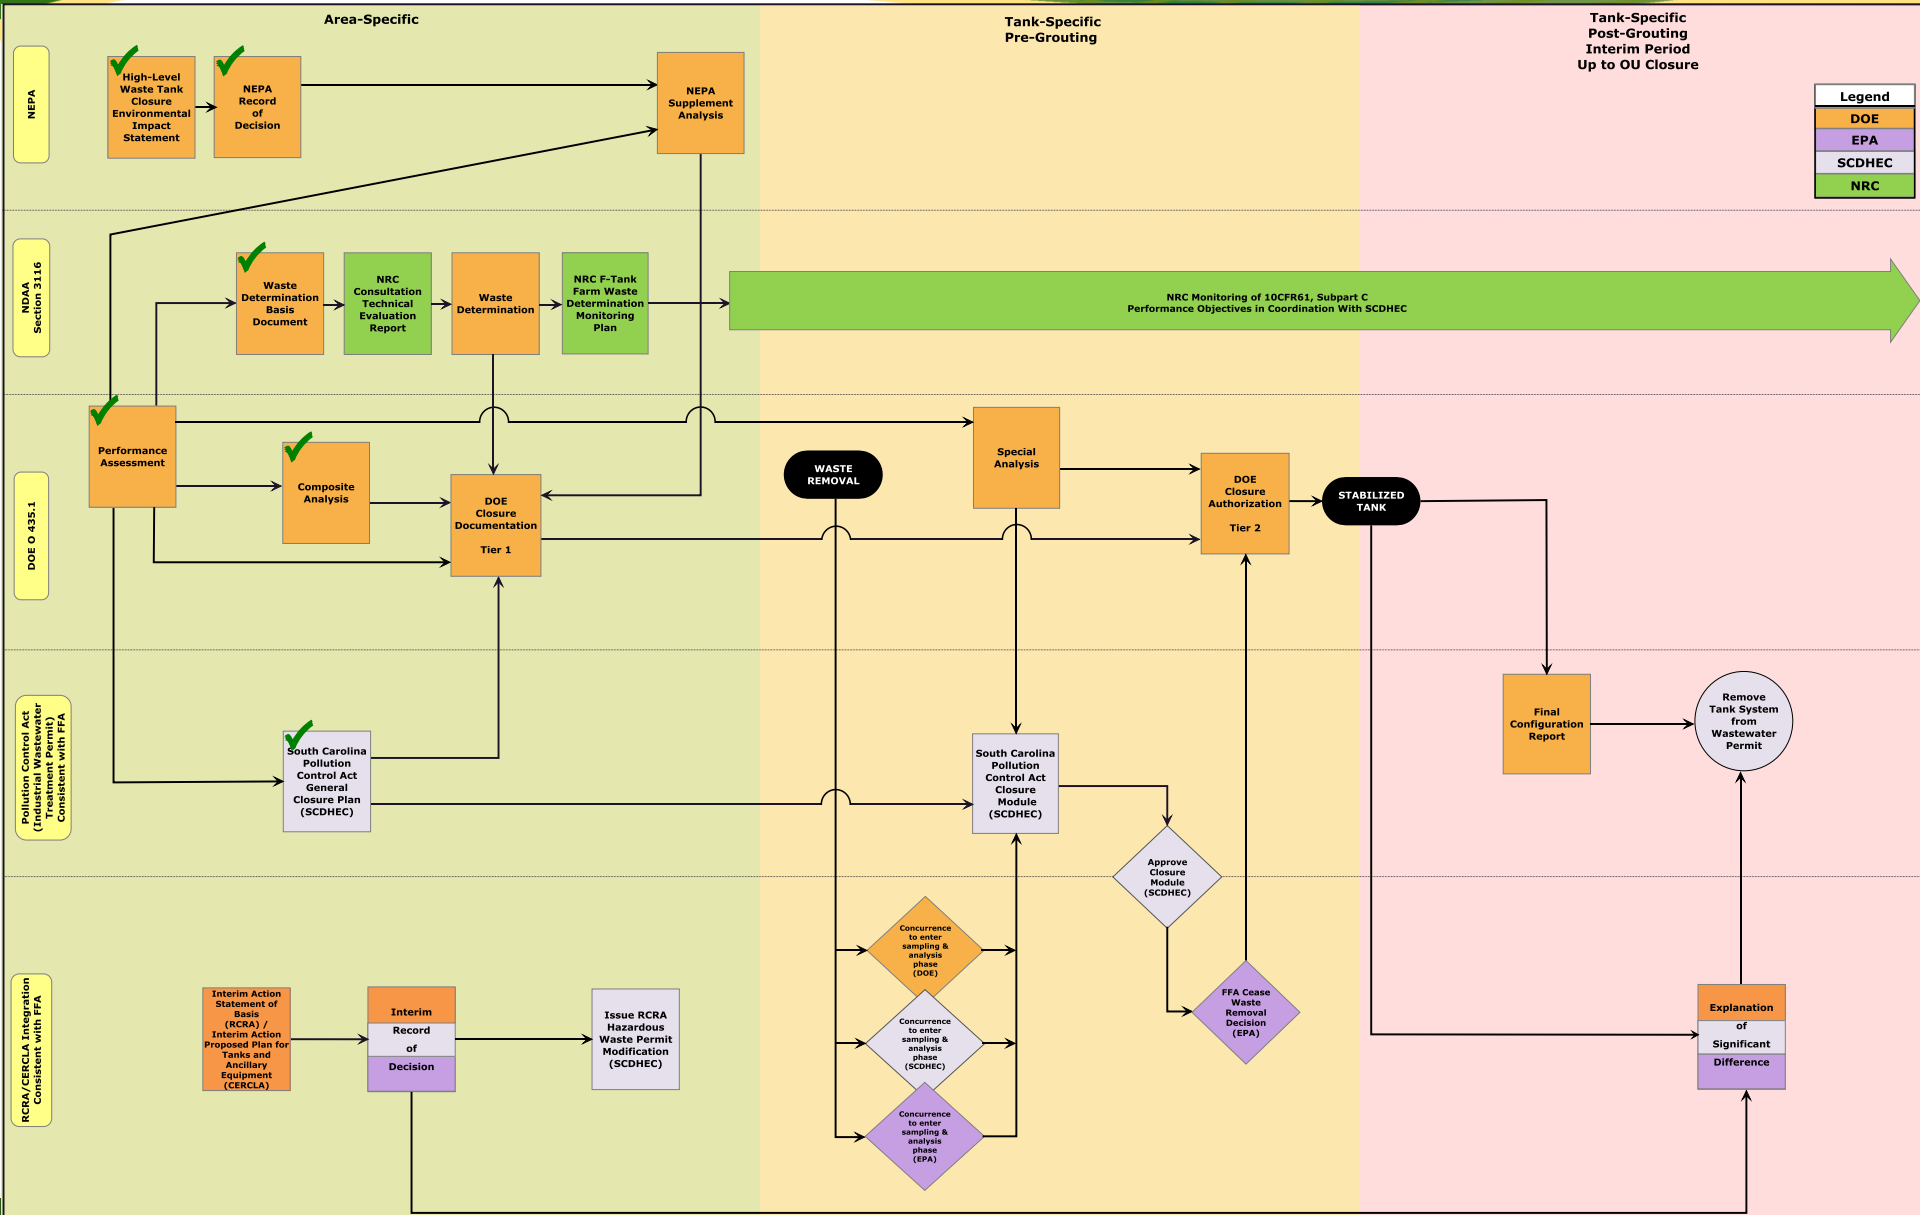 Area-Specific
Tank-Specific
Pre-Grouting
Tank-Specific
Post-Grouting
Interim Period
Up to OU Closure
Legend
DOE
EPA
SCDHEC
NRC
NEPA
High-Level
Waste Tank
Closure
Environmental
Impact
Statement
NEPA
Record
of
Decision
NEPA
Supplement
Analysis
NDAA
Section 3116
Waste
Determination
Basis
Document
NRC
Consultation
Technical
Evaluation
Report
Waste
Determination
NRC F-Tank
Farm Waste
Determination
Monitoring
Plan
NRC Monitoring of 10CFR61, Subpart C
Performance Objectives in Coordination With SCDHEC
DOE O 435.1
Performance
Assessment
Composite
Analysis
DOE
Closure
Documentation
Tier 1
WASTE
REMOVAL
Special
Analysis
DOE
Closure
Authorization
Tier 2
STABILIZED
TANK
Pollution Control Act
(Industrial Wastewater
Treatment Permit)
Consistent with FFA
South Carolina
Pollution
Control Act
General
Closure Plan
(SCDHEC)
South Carolina
Pollution
Control Act
Closure
Module
(SCDHEC)
Approve
Closure
Module
(SCDHEC)
Final
Configuration
Report
Remove
Tank System
from
Wastewater
Permit
RCRA/CERCLA Integration
Consistent with FFA
Interim Action
Statement of
Basis
(RCRA) /
Interim Action
Proposed Plan for
Tanks and
Ancillary
Equipment
(CERCLA)
Interim
Record
of
Decision
Issue RCRA
Hazardous
Waste Permit
Modification
(SCDHEC)
Concurrence
to enter
sampling &
analysis
phase
(DOE)
Concurrence
to enter
sampling &
analysis
phase
(SCDHEC)
Concurrence
to enter
sampling &
analysis
phase
(EPA)
FFA Cease
Waste
Removal
Decision
(EPA)
Explanation
of
Significant
Difference